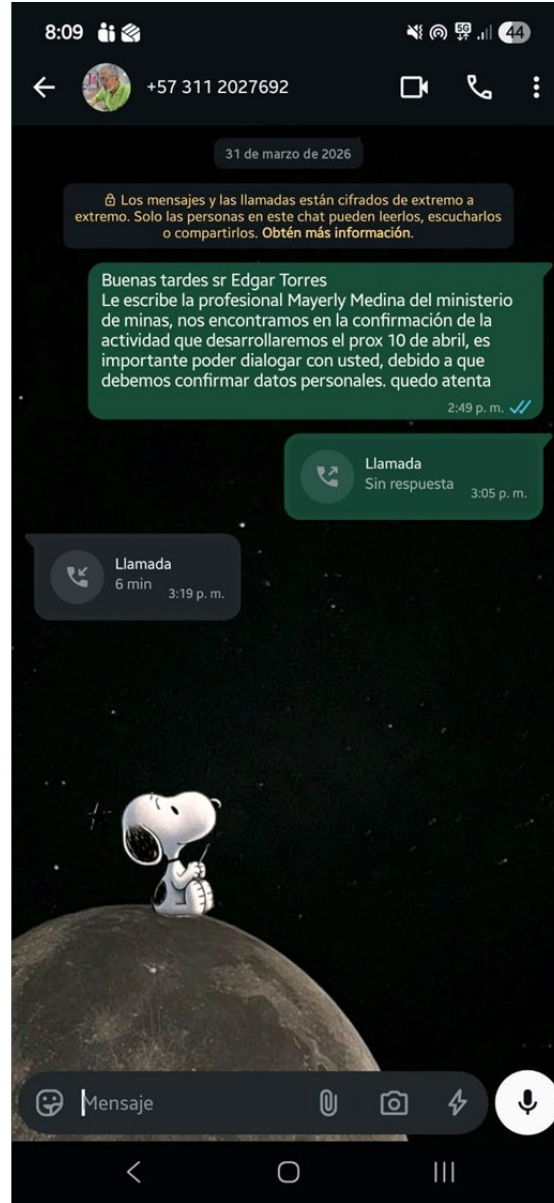 8:09
5G
44
+57 311 2027692
31 de marzo de 2026
Los mensajes y las llamadas están cifrados de extremo a
extremo. Solo las personas en este chat pueden leerlos, escucharlos
o compartirlos. Obtén más información.
Buenas tardes sr Edgar Torres
Le escribe la profesional Mayerly Medina del ministerio
de minas, nos encontramos en la confirmación de la
actividad que desarrollaremos el prox 10 de abril, es
importante poder dialogar con usted, debido a que
debemos confirmar datos personales. quedo atenta
2:49 p. m.
Llamada
Sin respuesta
3:05 p. m.
Llamada
6 min
3:19 p. m.
Mensaje